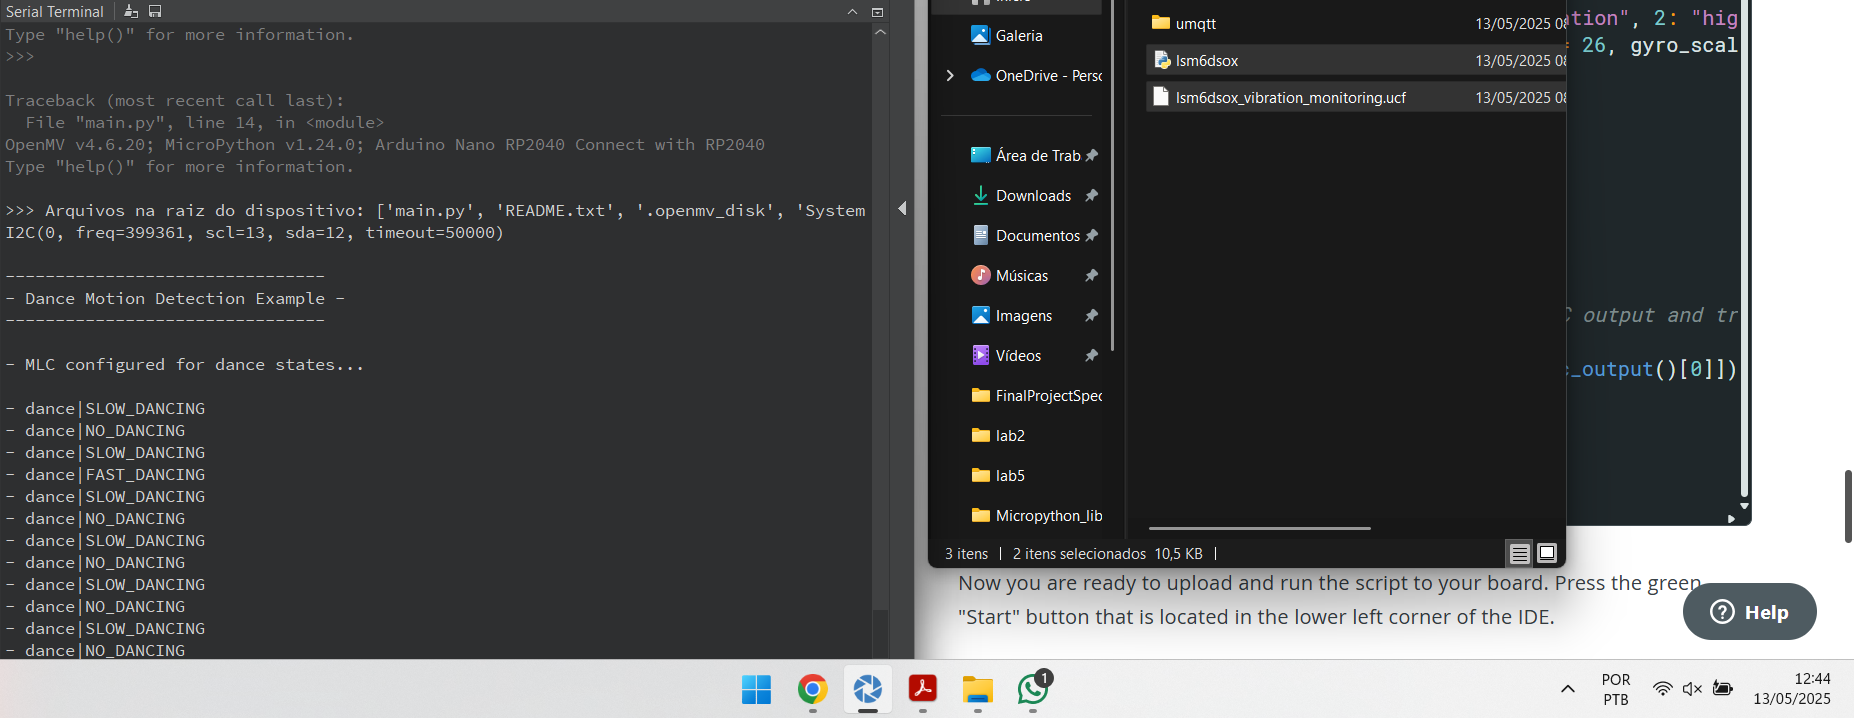 Serial Terminal
Type "help()" for more information.
>>>
Traceback (most recent call last):
File "main.py", line 14, in <module>
OpenMV v4.6.20; MicroPython v1.24.0; Arduino Nano RP2040 Connect with RP2040
Type "help()" for more information.
>>> Arquivos na raiz do dispositivo: ['main.py', 'README.txt', '.openmv_disk', 'System
I2C(0, freq=399361, scl=13, sda=12, timeout=50000)
--------------------------------
- Dance Motion Detection Example -
--------------------------------
- MLC configured for dance states...
- dance|SLOW_DANCING
- dance|NO_DANCING
- dance|SLOW_DANCING
- dance|FAST_DANCING
- dance|SLOW_DANCING
- dance|NO_DANCING
- dance|SLOW_DANCING
- dance|NO_DANCING
- dance|SLOW_DANCING
- dance|NO_DANCING
- dance|SLOW_DANCING
- dance|NO_DANCING
Galeria
OneDrive - Perso
Área de Trab
Downloads
Documentos
Músicas
Imagens
Vídeos
FinalProjectSpec
lab2
lab5
Micropython_lib
umqtt 13/05/2025 08
lsm6dsox 13/05/2025 08
lsm6dsox_vibration_monitoring.ucf 13/05/2025 08
3 itens | 2 itens selecionados 10,5 KB |
tion", 2: "hig
= 26, gyro_scal
C output and tr
c_output()[0]])
Now you are ready to upload and run the script to your board. Press the green
"Start" button that is located in the lower left corner of the IDE.
Help
1
POR
PTB
12:44
13/05/2025